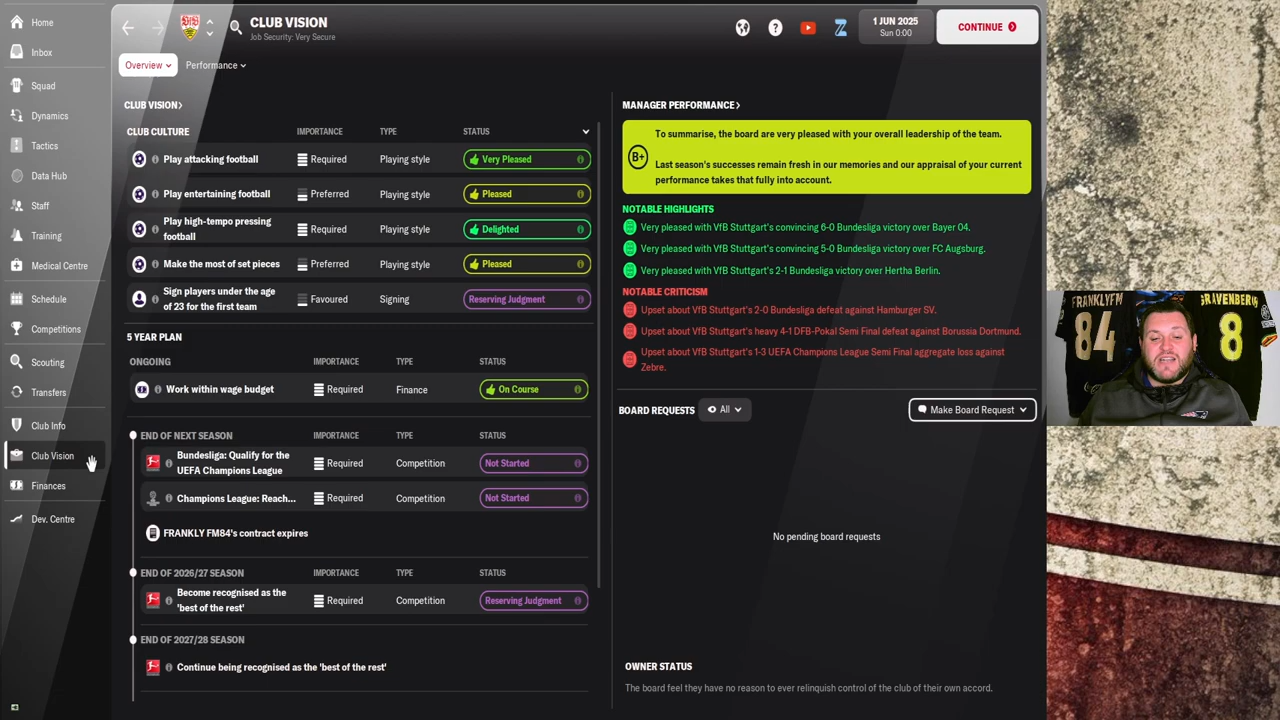 Home
Inbox
Squad
Dynamics
Tactics
Data Hub
Staff
Training
Medical Centre
Schedule
Competitions
Scouting
Transfers
Club Info
Club Vision
Finances
Dev. Centre
CLUB VISION
Job Security: Very Secure
1 JUN 2025
Sun 0:00
CONTINUE
Overview
Performance
CLUB VISION
CLUB CULTURE IMPORTANCE TYPE STATUS
Play attacking football Required Playing style Very Pleased
Play entertaining football Preferred Playing style Pleased
Play high-tempo pressing
football Required Playing style Delighted
Make the most of set pieces Preferred Playing style Pleased
Sign players under the age
of 23 for the first team Favoured Signing Reserving Judgment
5 YEAR PLAN
ONGOING IMPORTANCE TYPE STATUS
Work within wage budget Required Finance On Course
END OF NEXT SEASON IMPORTANCE TYPE STATUS
Bundesliga: Qualify for the
UEFA Champions League Required Competition Not Started
Champions League: Reach... Required Competition Not Started
FRANKLY FM84's contract expires
END OF 2026/27 SEASON IMPORTANCE TYPE STATUS
Become recognised as the
'best of the rest' Required Competition Reserving Judgment
END OF 2027/28 SEASON
Continue being recognised as the 'best of the rest'
MANAGER PERFORMANCE
B+
To summarise, the board are very pleased with your overall leadership of the team.
Last season's successes remain fresh in our memories and our appraisal of your current
performance takes that fully into account.
NOTABLE HIGHLIGHTS
Very pleased with VfB Stuttgart's convincing 6-0 Bundesliga victory over Bayer 04.
Very pleased with VfB Stuttgart's convincing 5-0 Bundesliga victory over FC Augsburg.
Very pleased with VfB Stuttgart's 2-1 Bundesliga victory over Hertha Berlin.
NOTABLE CRITICISM
Upset about VfB Stuttgart's 2-0 Bundesliga defeat against Hamburger SV.
Upset about VfB Stuttgart's heavy 4-1 DFB-Pokal Semi Final defeat against Borussia Dortmund.
Upset about VfB Stuttgart's 1-3 UEFA Champions League Semi Final aggregate loss against
Zebre.
BOARD REQUESTS
All
Make Board Request
No pending board requests
OWNER STATUS
The board feel they have no reason to ever relinquish control of the club of their own accord.
FRANKLYFM
84
GRAVENBERCH
8